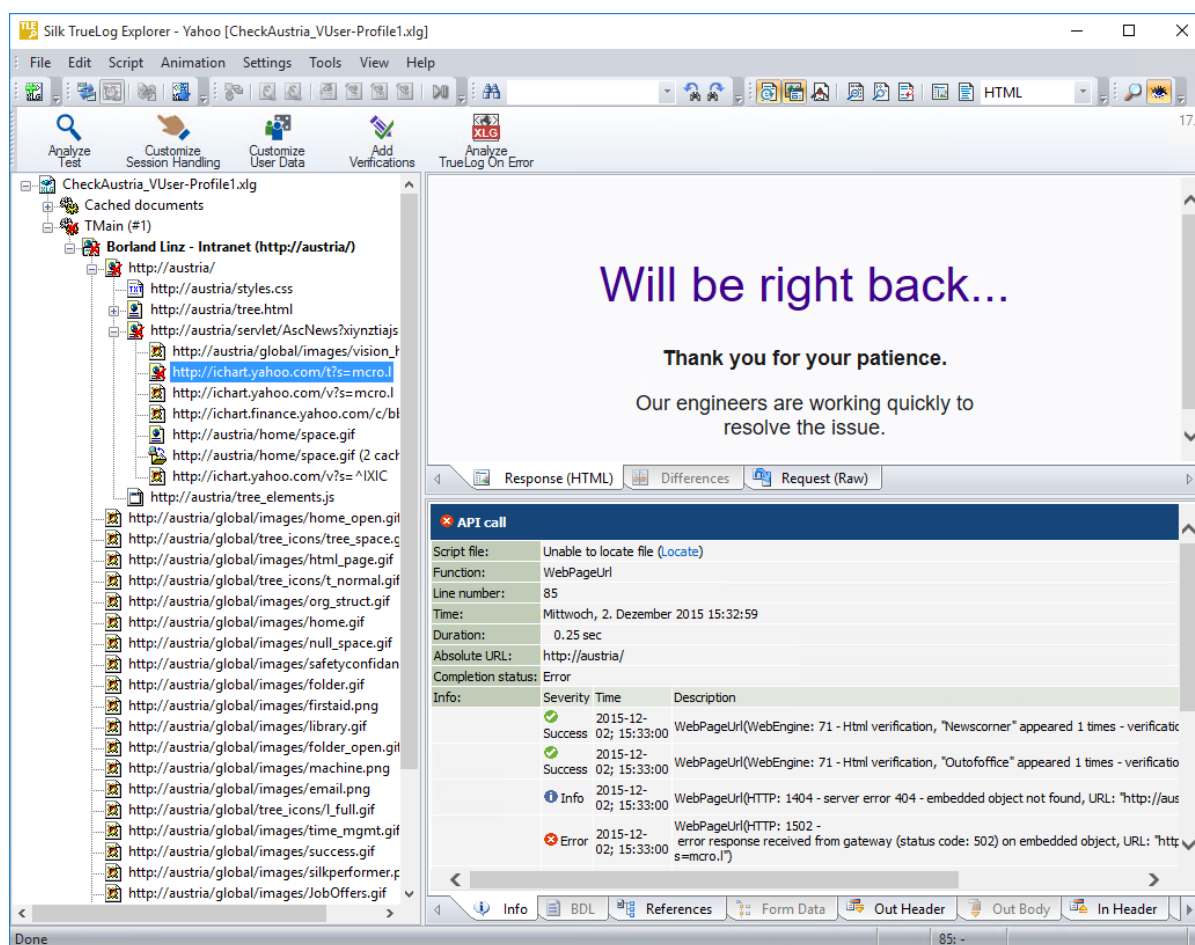 Silk TrueLog Explorer - Yahoo [CheckAustria_VUser-Profile1.xlg]
File Edit Script Animation Settings Tools View Help
HTML
17.
Analyze Test
Customize Session Handling
Customize User Data
Add Verifications
XLG
Analyze TrueLog On Error
CheckAustria_VUser-Profile1.xlg
Cached documents
TMain (#1)
Borland Linz - Intranet (http://austria/)
http://austria/
http://austria/styles.css
http://austria/tree.html
http://austria/servlet/AscNews?xiynztiajs
http://austria/global/images/vision_h
http://ichart.yahoo.com/t?s=mcro.l
http://ichart.yahoo.com/v?s=mcro.l
http://ichart.finance.yahoo.com/c/bb
http://austria/home/space.gif
http://austria/home/space.gif (2 cach
http://ichart.yahoo.com/v?s=^IXIC
http://austria/tree_elements.js
http://austria/global/images/home_open.gif
http://austria/global/tree_icons/tree_space.g
http://austria/global/images/html_page.gif
http://austria/global/tree_icons/t_normal.gif
http://austria/global/images/org_struct.gif
http://austria/global/images/home.gif
http://austria/global/images/null_space.gif
http://austria/global/images/safetyconfidan
http://austria/global/images/folder.gif
http://austria/global/images/firstaid.png
http://austria/global/images/library.gif
http://austria/global/images/folder_open.gif
http://austria/global/images/machine.png
http://austria/global/images/email.png
http://austria/global/tree_icons/l_full.gif
http://austria/global/images/time_mgmt.gif
http://austria/global/images/success.gif
http://austria/global/images/silkperformer.p
http://austria/global/images/JobOffers.gif
Will be right back...
Thank you for your patience.
Our engineers are working quickly to
resolve the issue.
Response (HTML) Differences Request (Raw)
API call
Script file: Unable to locate file (Locate)
Function: WebPageUrl
Line number: 85
Time: Mittwoch, 2. Dezember 2015 15:32:59
Duration: 0.25 sec
Absolute URL: http://austria/
Completion status: Error
Info: Severity Time Description
Success 2015-12-02; 15:33:00 WebPageUrl(WebEngine: 71 - Html verification, "Newscorner" appeared 1 times - verificatio
Success 2015-12-02; 15:33:00 WebPageUrl(WebEngine: 71 - Html verification, "Outofoffice" appeared 1 times - verificatio
Info 2015-12-02; 15:33:00 WebPageUrl(HTTP: 1404 - server error 404 - embedded object not found, URL: "http://aus
Error 2015-12-02; 15:33:00 WebPageUrl(HTTP: 1502 -
error response received from gateway (status code: 502) on embedded object, URL: "http
s=mcro.l")
Info BDL References Form Data Out Header Out Body In Header
Done 85: -